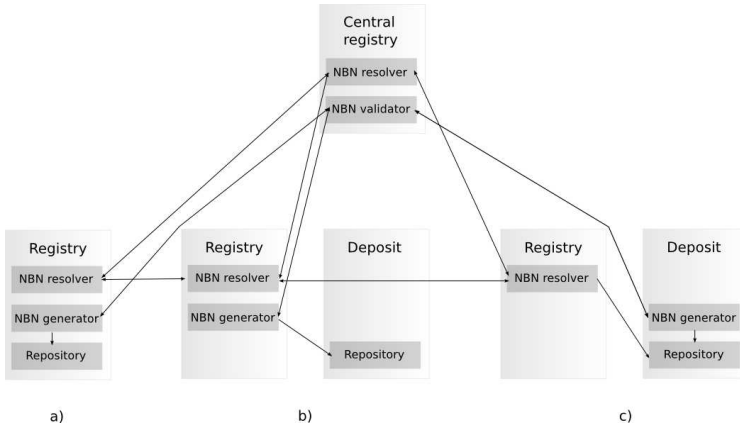 Central
registry
NBN resolver
NBN validator
Registry
NBN resolver
NBN generator
Repository
Registry
NBN resolver
NBN generator
Deposit
Repository
Registry
NBN resolver
Deposit
NBN generator
Repository
a)
b)
c)